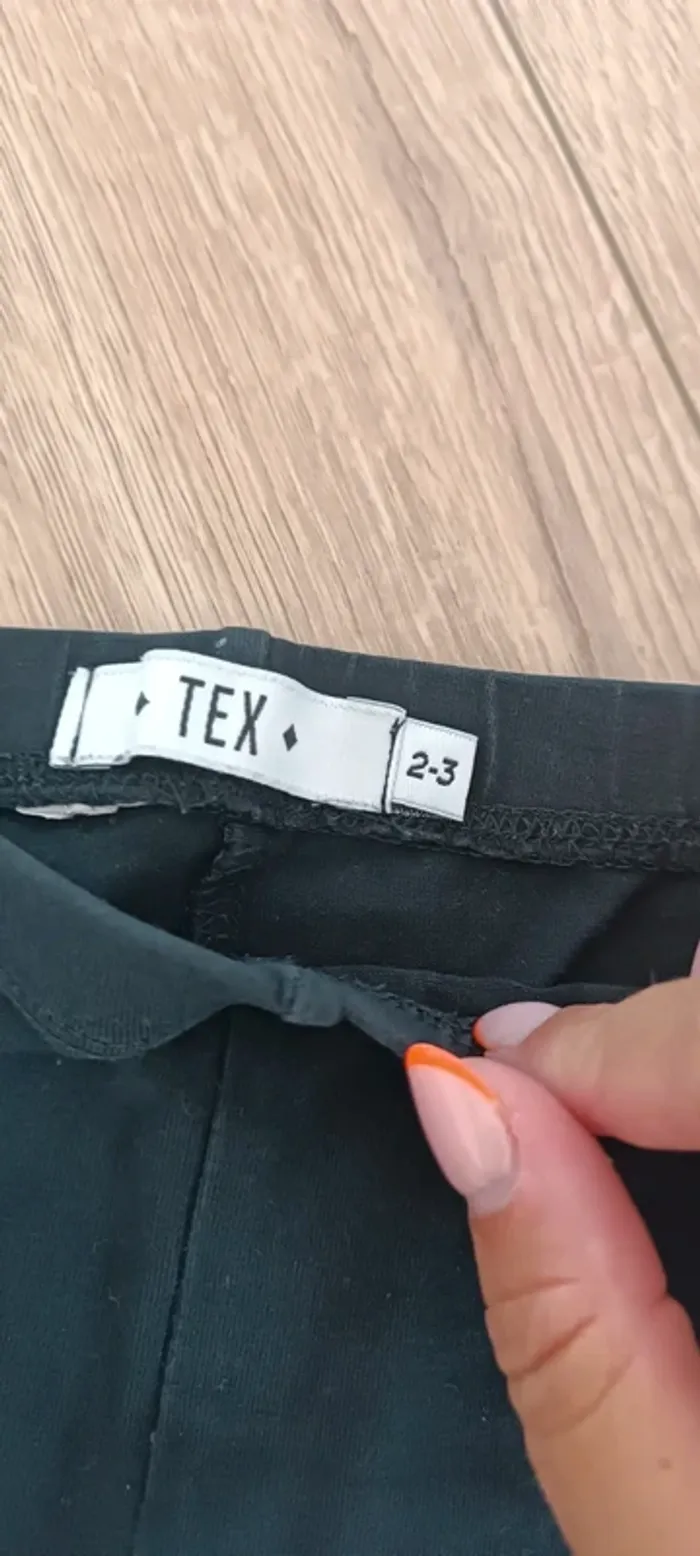 ♦ TEX ♦
2-3